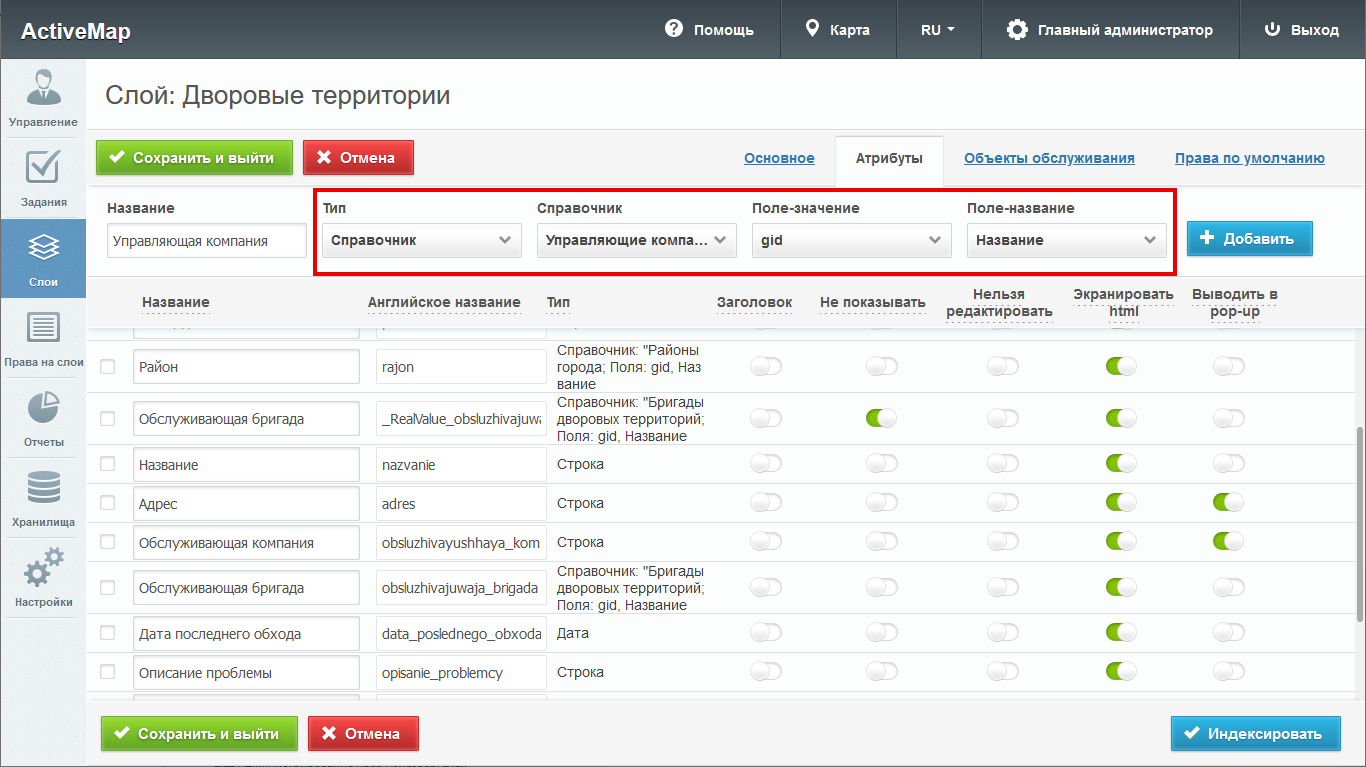 ActiveMap
Помощь
Карта
RU
Главный администратор
Выход
Управление
Задания
Слои
Права на слои
Отчеты
Хранилища
Настройки
Слой: Дворовые территории
Сохранить и выйти
Отмена
Основное
Атрибуты
Объекты обслуживания
Права по умолчанию
Название
Тип
Справочник
Поле-значение
Поле-название
Управляющая компания
Справочник
Управляющие компа...
gid
Название
Добавить
Название
Английское название
Тип
Заголовок
Не показывать
Нельзя
редактировать
Экранировать
html
Выводить в
pop-up
Район
rajon
Справочник: "Районы
города; Поля: gid, Наз
вание
Обслуживающая бригада
_RealValue_obsluzhivajuwa
Справочник: "Бригады
дворовых территорий;
Поля: gid, Название
Название
nazvanie
Строка
Адрес
adres
Строка
Обслуживающая компания
obsluzhivayushhaya_kom
Строка
Обслуживающая бригада
obsluzhivajuwaja_brigada
Справочник: "Бригады
дворовых территорий;
Поля: gid, Название
Дата последнего обхода
data_poslednego_obxoda
Дата
Описание проблемы
opisanie_problemcy
Строка
Сохранить и выйти
Отмена
Индексировать